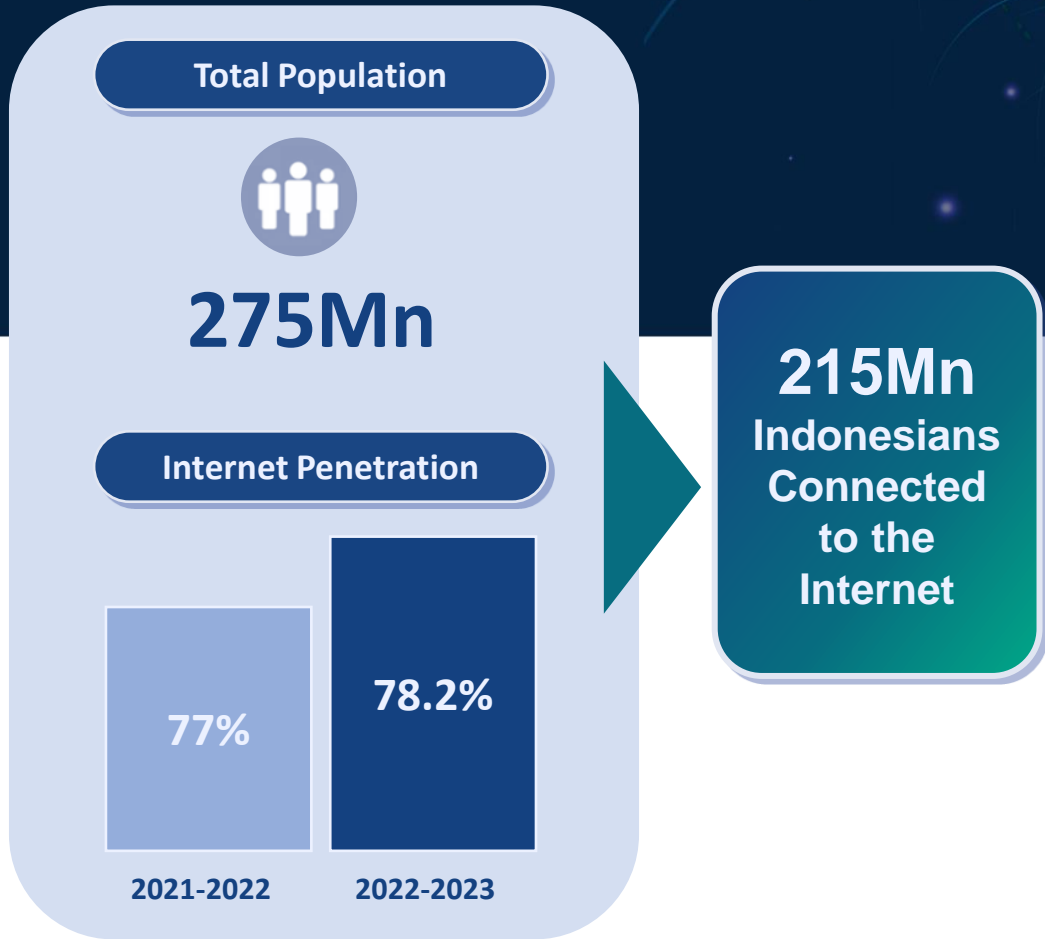 Total Population
275Mn
Internet Penetration
77%
78.2%
2021-2022
2022-2023
215Mn
Indonesians
Connected
to the
Internet